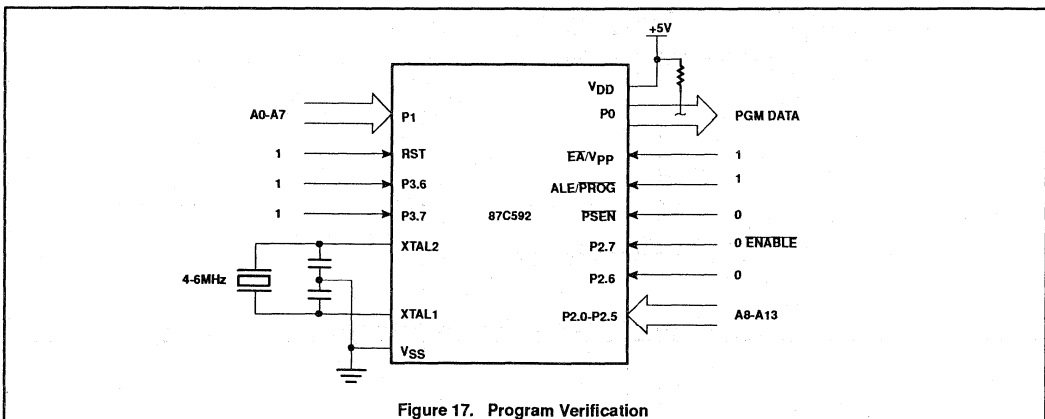 +5V
A0-A7
P1
VDD
P0
PGM DATA
1
RST
EA/VPP
1
1
P3.6
ALE/PROG
1
1
P3.7
87C592
PSEN
0
XTAL2
P2.7
0 ENABLE
4-6MHz
P2.6
0
XTAL1
P2.0-P2.5
A8-A13
VSS
Figure 17. Program Verification